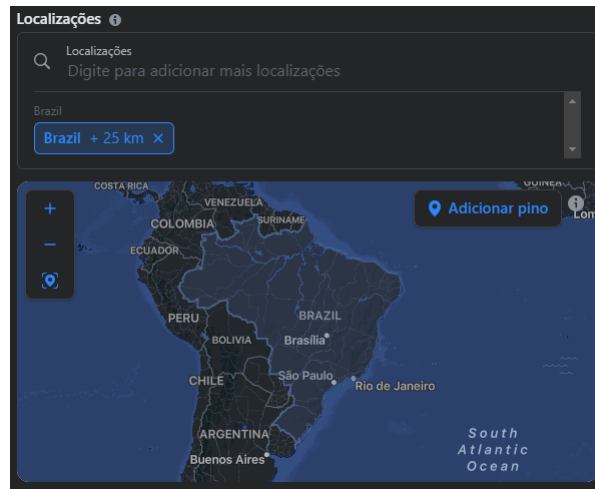 Localizações
Localizações
Digite para adicionar mais localizações
Brazil
Brazil + 25 km ×
COSTA RICA
VENEZUELA
GUINEA
Adicionar pino
Lom
COLOMBIA
SURINAME
ECUADOR
PERU
BRAZIL
BOLIVIA
Brasília
CHILE
São Paulo
Rio de Janeiro
ARGENTINA
Buenos Aires
South
Atlantic
Ocean